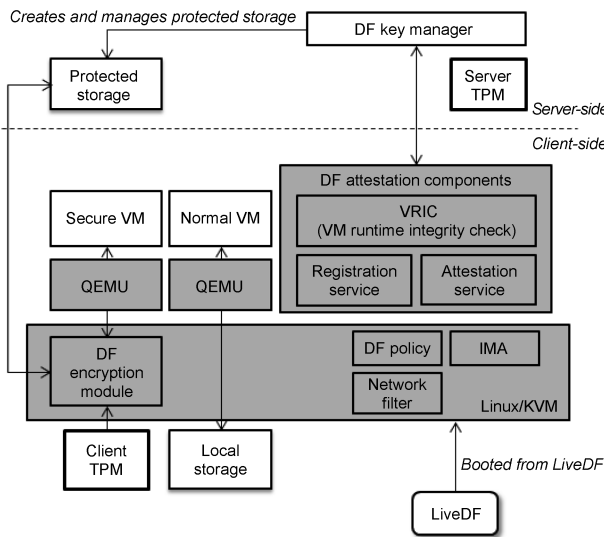 Creates and manages protected storage
DF key manager
Protected
storage
Server
TPM
Server-side
Client-side
DF attestation components
VRIC
(VM runtime integrity check)
Secure VM
Normal VM
Registration
service
Attestation
service
QEMU
QEMU
DF
encryption
module
DF policy
IMA
Network
filter
Linux/KVM
Client
TPM
Local
storage
Booted from LiveDF
LiveDF